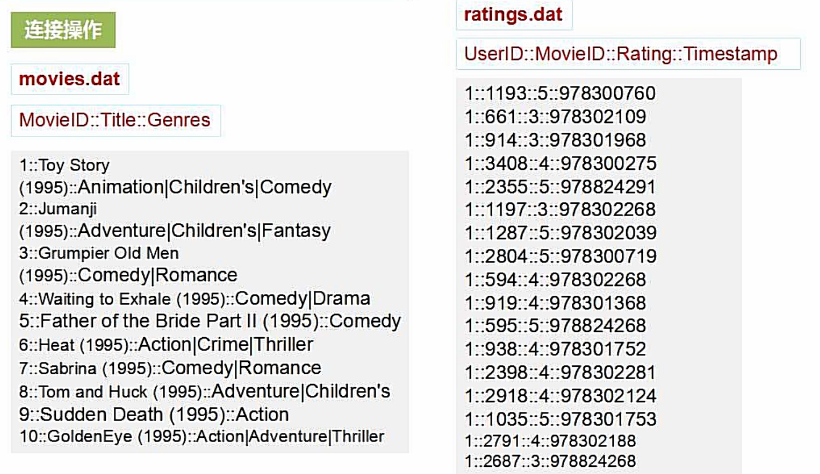 连接操作
movies.dat
MovieID::Title::Genres
1::Toy Story
(1995)::Animation|Children's|Comedy
2::Jumanji
(1995)::Adventure|Children's|Fantasy
3::Grumpier Old Men
(1995)::Comedy|Romance
4::Waiting to Exhale (1995)::Comedy|Drama
5::Father of the Bride Part II (1995)::Comedy
6::Heat (1995)::Action|Crime|Thriller
7::Sabrina (1995)::Comedy|Romance
8::Tom and Huck (1995)::Adventure|Children's
9::Sudden Death (1995)::Action
10::GoldenEye (1995)::Action|Adventure|Thriller
ratings.dat
UserID::MovieID::Rating::Timestamp
1::1193::5::978300760
1::661::3::978302109
1::914::3::978301968
1::3408::4::978300275
1::2355::5::978824291
1::1197::3::978302268
1::1287::5::978302039
1::2804::5::978300719
1::594::4::978302268
1::919::4::978301368
1::595::5::978824268
1::938::4::978301752
1::2398::4::978302281
1::2918::4::978302124
1::1035::5::978301753
1::2791::4::978302188
1::2687::3::978824268